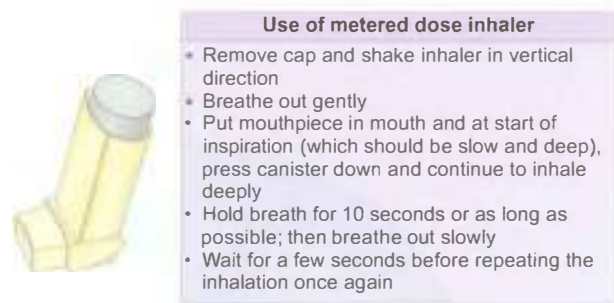 Use of metered dose inhaler
• Remove cap and shake inhaler in vertical
direction
• Breathe out gently
• Put mouthpiece in mouth and at start of
inspiration (which should be slow and deep),
press canister down and continue to inhale
deeply
• Hold breath for 10 seconds or as long as
possible; then breathe out slowly
• Wait for a few seconds before repeating the
inhalation once again